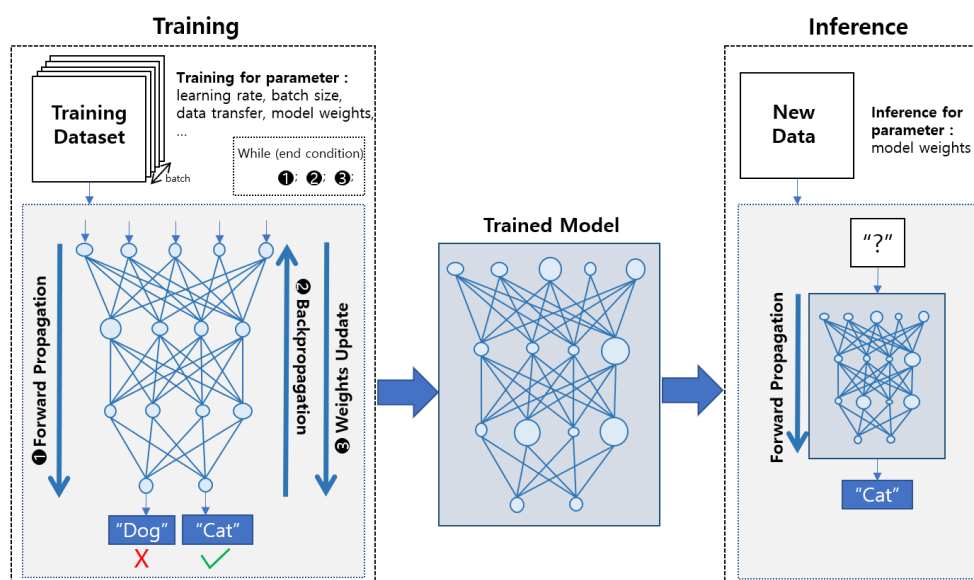 Training
Training Dataset
batch
Training for parameter :
learning rate, batch size,
data transfer, model weights,
...
While (end condition)
❶; ❷; ❸;
❶ Forward Propagation
❷ Backpropagation
❸ Weights Update
"Dog"
"Cat"
X
Trained Model
Inference
New
Data
Inference for
parameter :
model weights
"?"
Forward Propagation
"Cat"